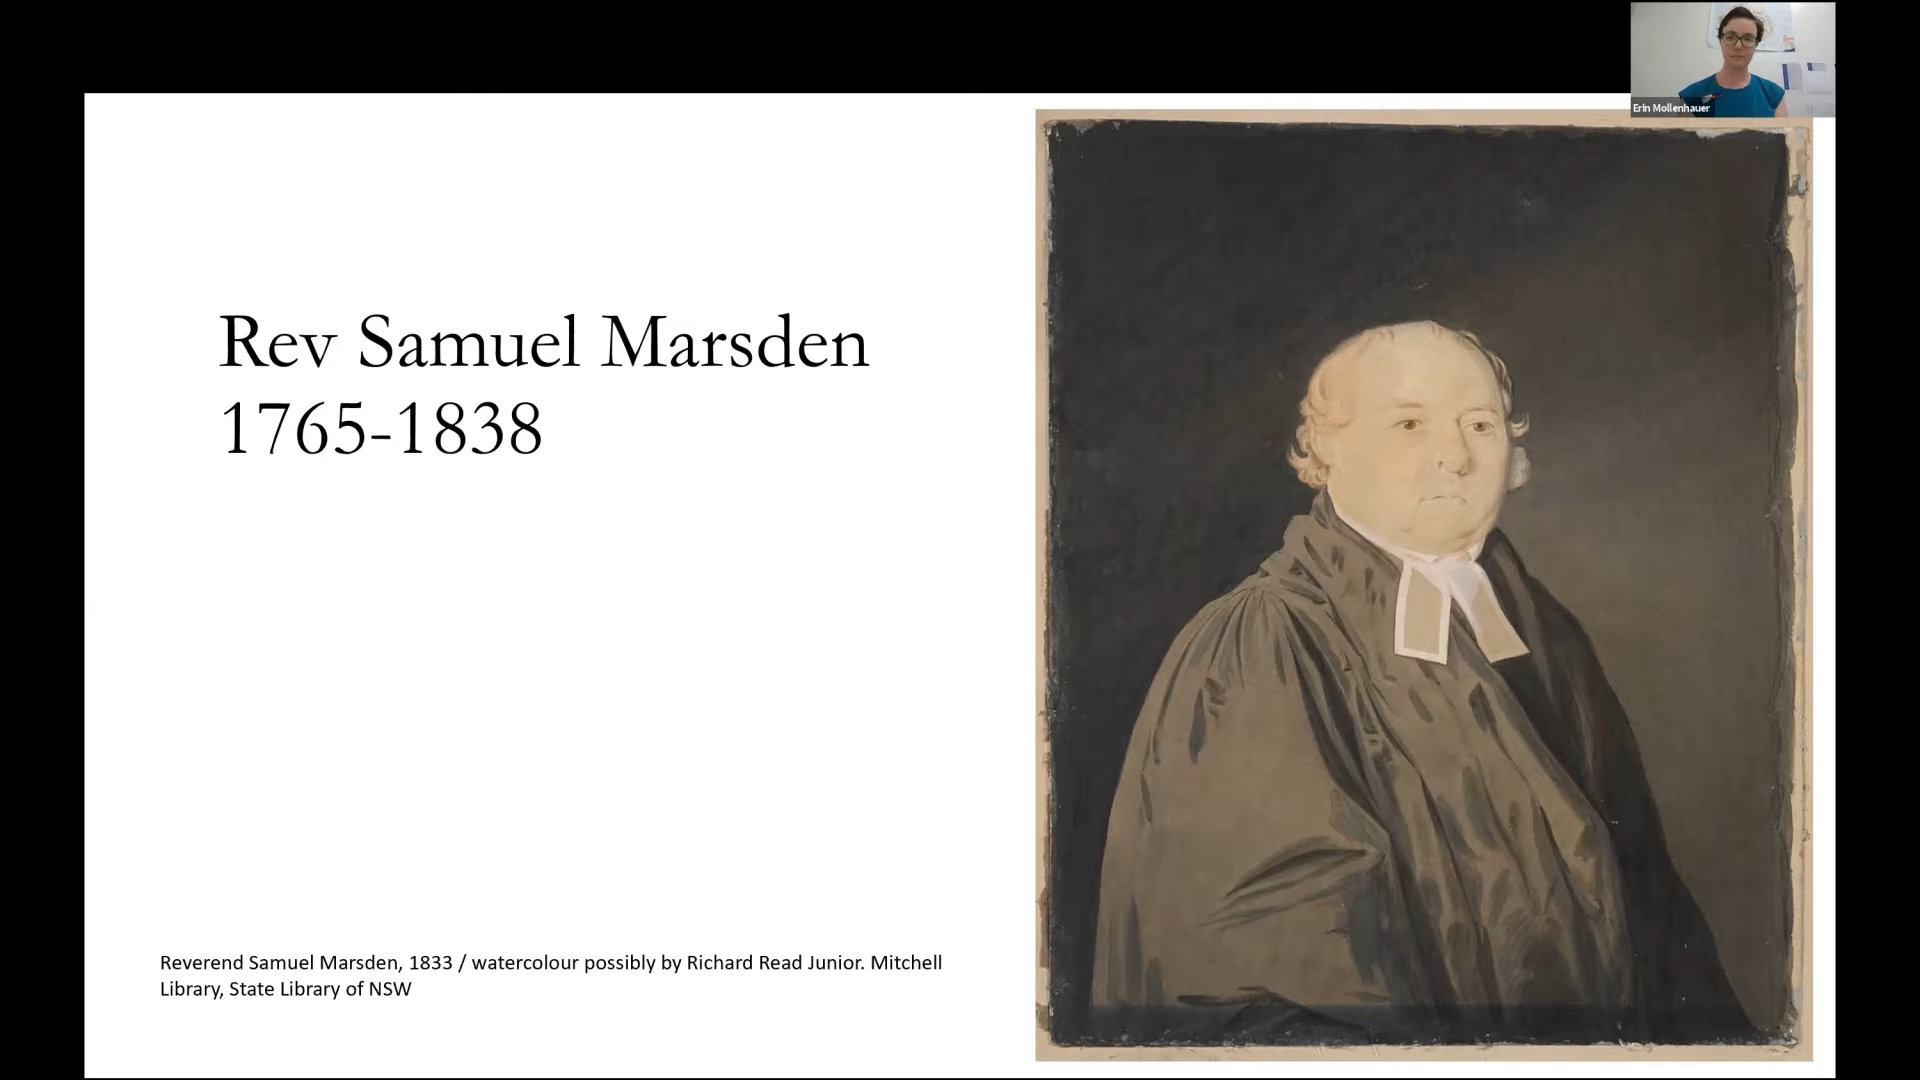 Erin Mollenhauer
Rev Samuel Marsden
1765-1838
Reverend Samuel Marsden, 1833 / watercolour possibly by Richard Read Junior. Mitchell
Library, State Library of NSW